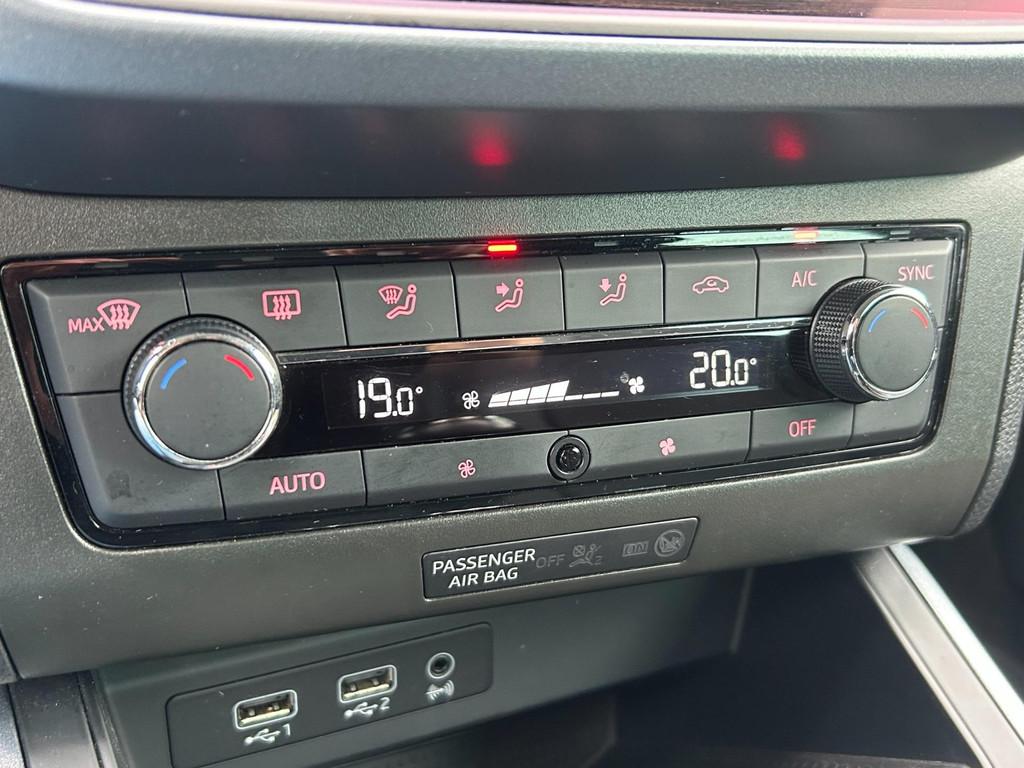 MAX
A/C
SYNC
19.0°
20.0°
AUTO
OFF
PASSENGER OFF ON
AIR BAG
1
2